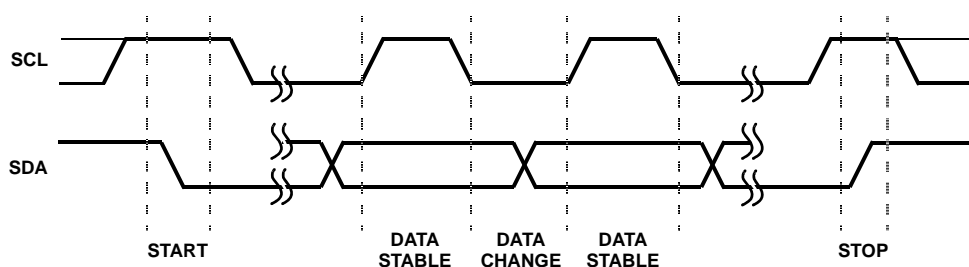 SCL
SDA
START
DATA
STABLE
DATA
CHANGE
DATA
STABLE
STOP